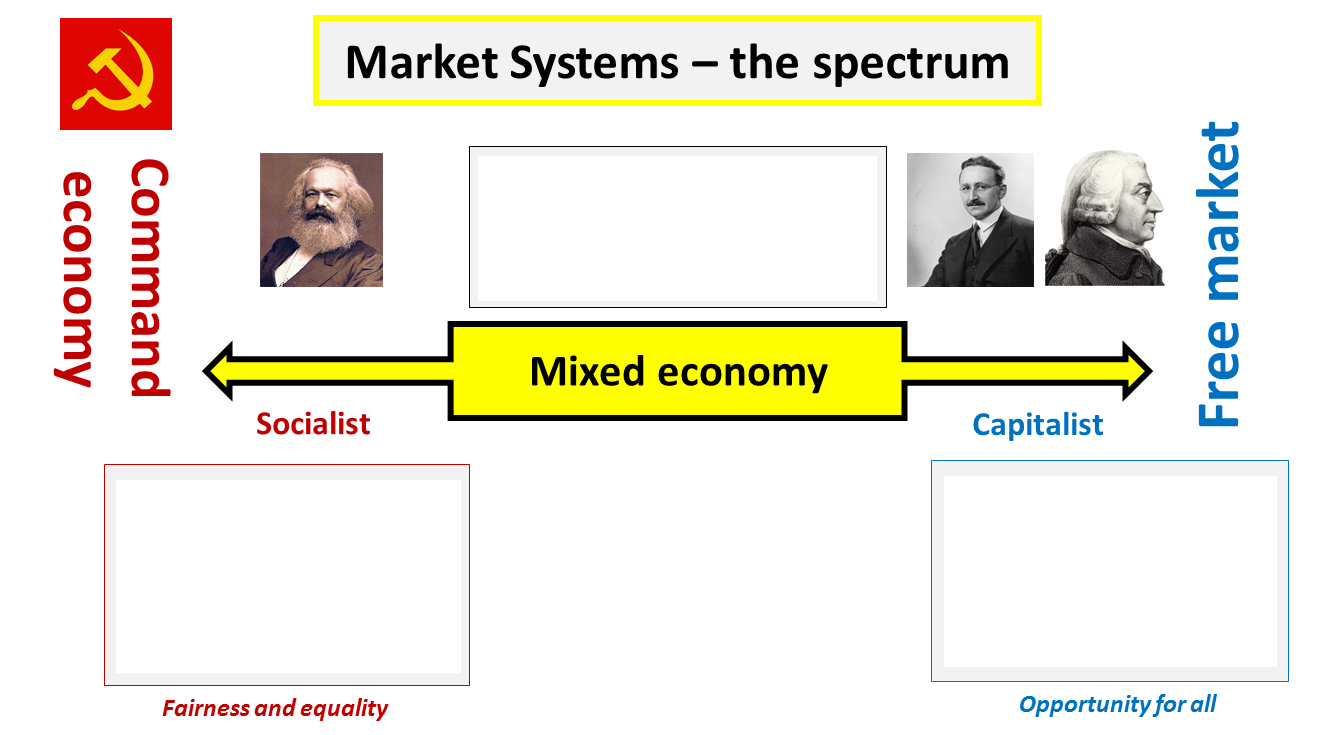 Market Systems – the spectrum
Command
economy
Free market
Mixed economy
Socialist
Capitalist
Fairness and equality
Opportunity for all